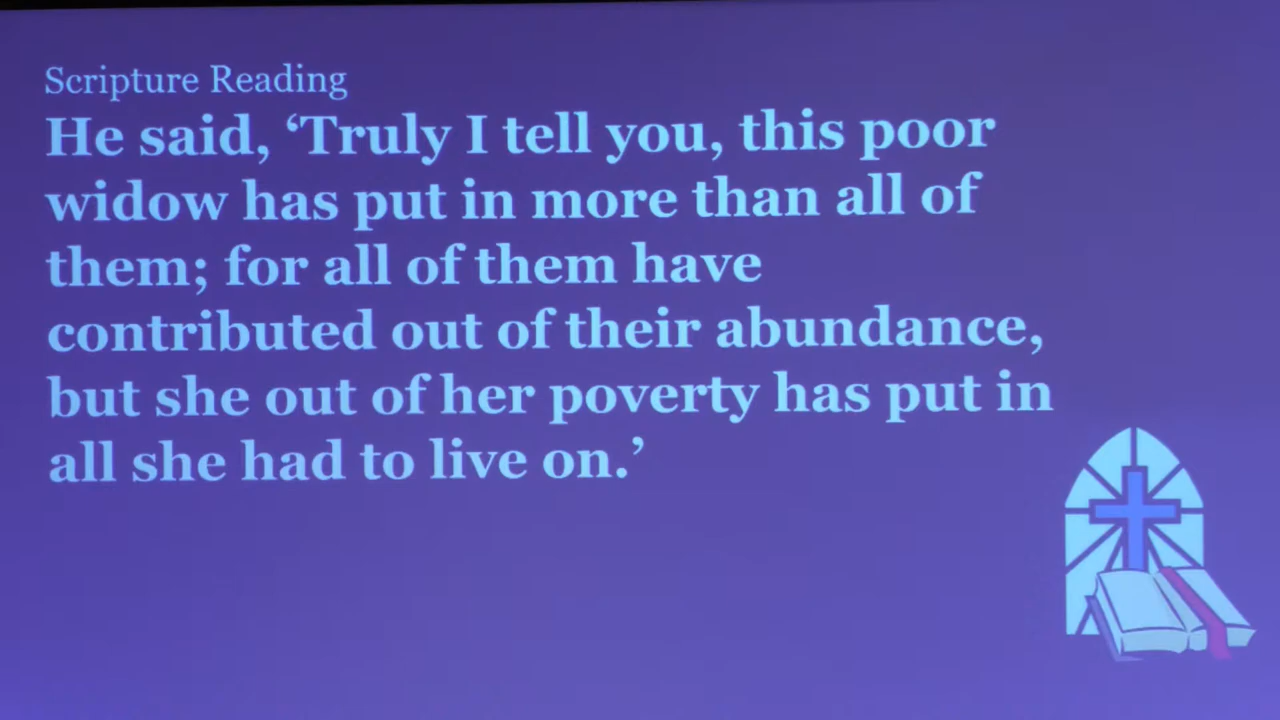 Scripture Reading
He said, ‘Truly I tell you, this poor
widow has put in more than all of
them; for all of them have
contributed out of their abundance,
but she out of her poverty has put in
all she had to live on.’